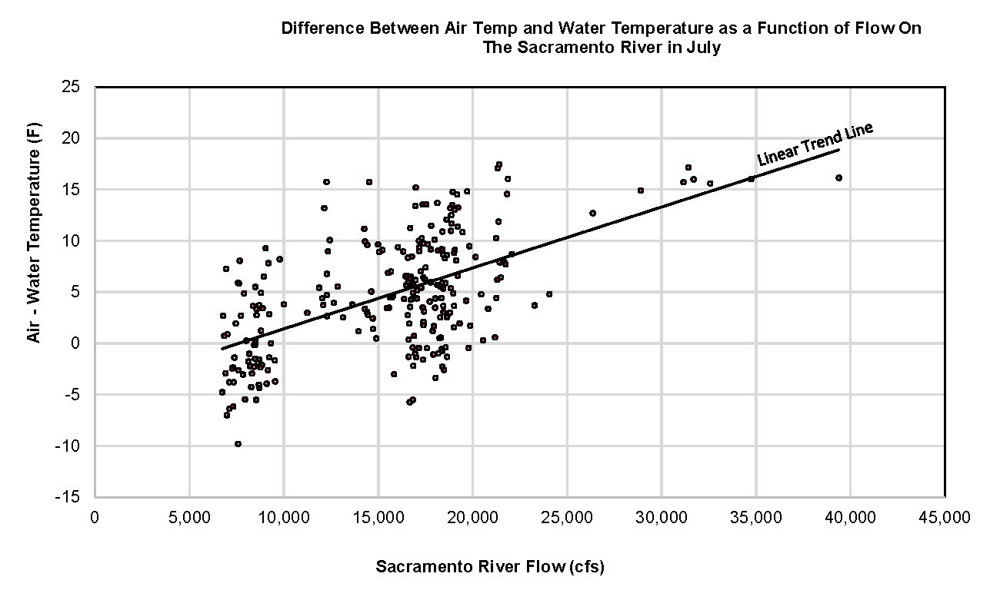 Difference Between Air Temp and Water Temperature as a Function of Flow On
The Sacramento River in July
25
20
15
10
5
0
-5
-10
-15
Air - Water Temperature (F)
Linear Trend Line
0 5,000 10,000 15,000 20,000 25,000 30,000 35,000 40,000 45,000
Sacramento River Flow (cfs)